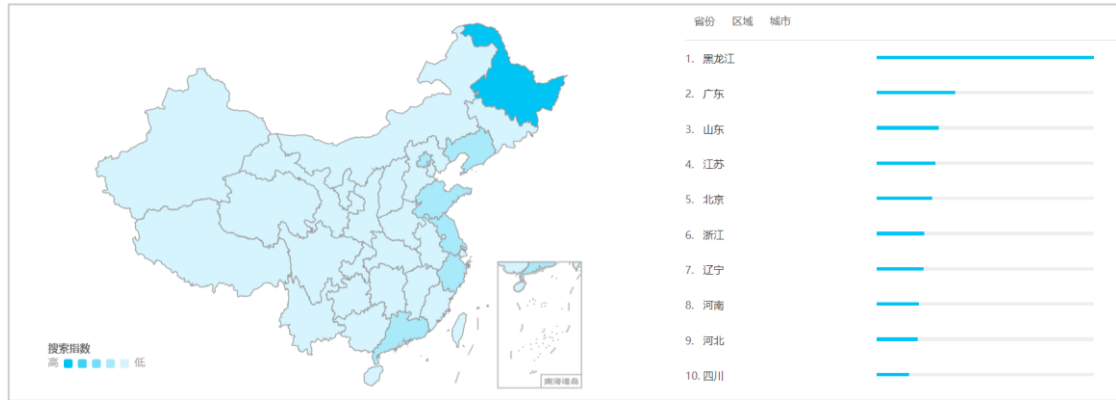 省份 区域 城市
1. 黑龙江
2. 广东
3. 山东
4. 江苏
5. 北京
6. 浙江
7. 辽宁
8. 河南
9. 河北
10. 四川
搜索指数
高 低
南海诸岛